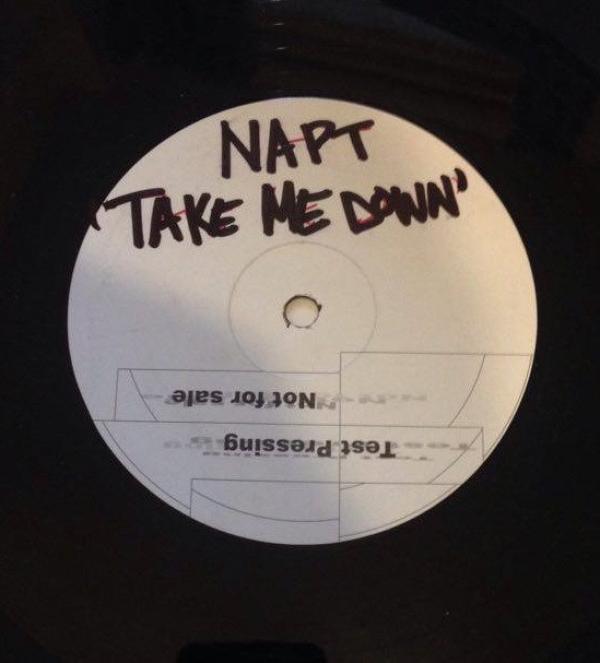 NAPT
'TAKE ME DOWN'
Not for sale
Test Pressing